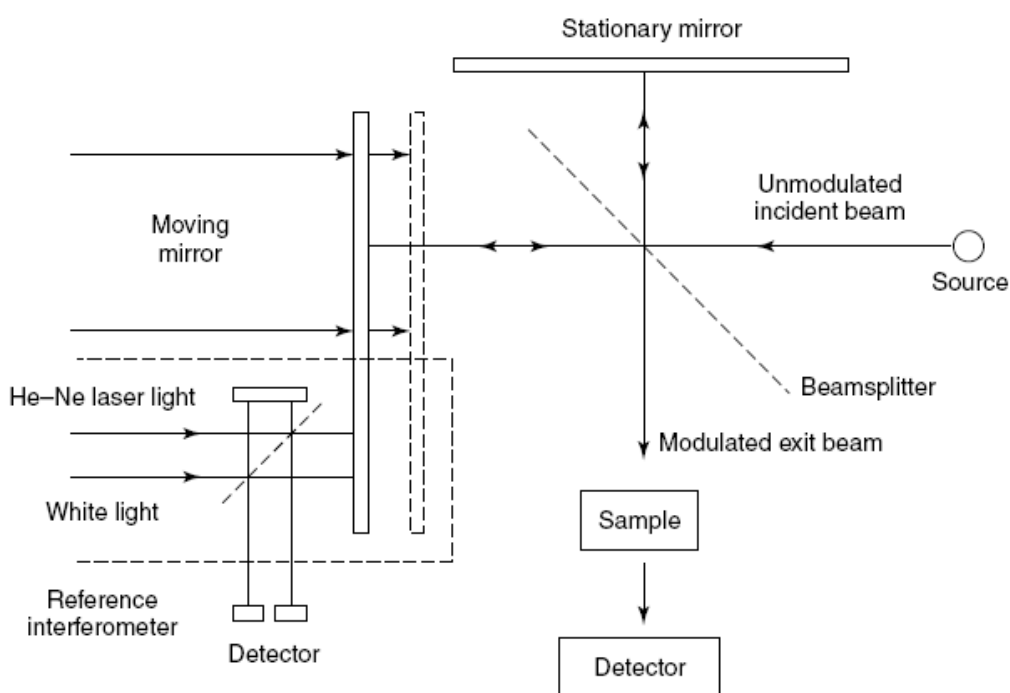 Stationary mirror
Unmodulated
incident beam
Moving
mirror
Source
Beamsplitter
He–Ne laser light
Modulated exit beam
White light
Sample
Reference
interferometer
Detector
Detector